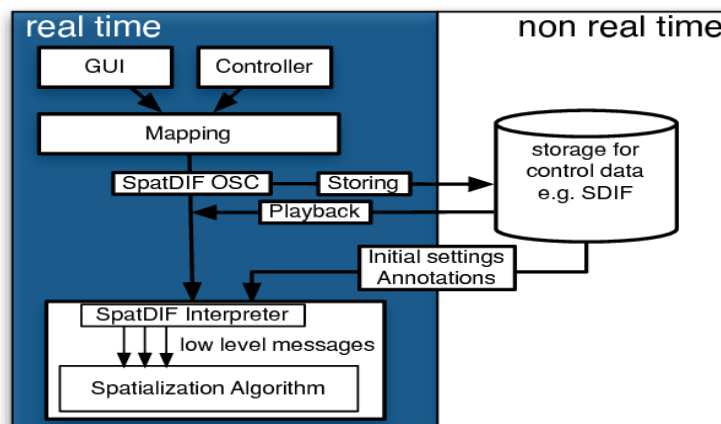 real time
non real time
GUI
Controller
Mapping
storage for
control data
e.g. SDIF
SpatDIF OSC
Storing
Playback
Initial settings
Annotations
SpatDIF Interpreter
low level messages
Spatialization Algorithm